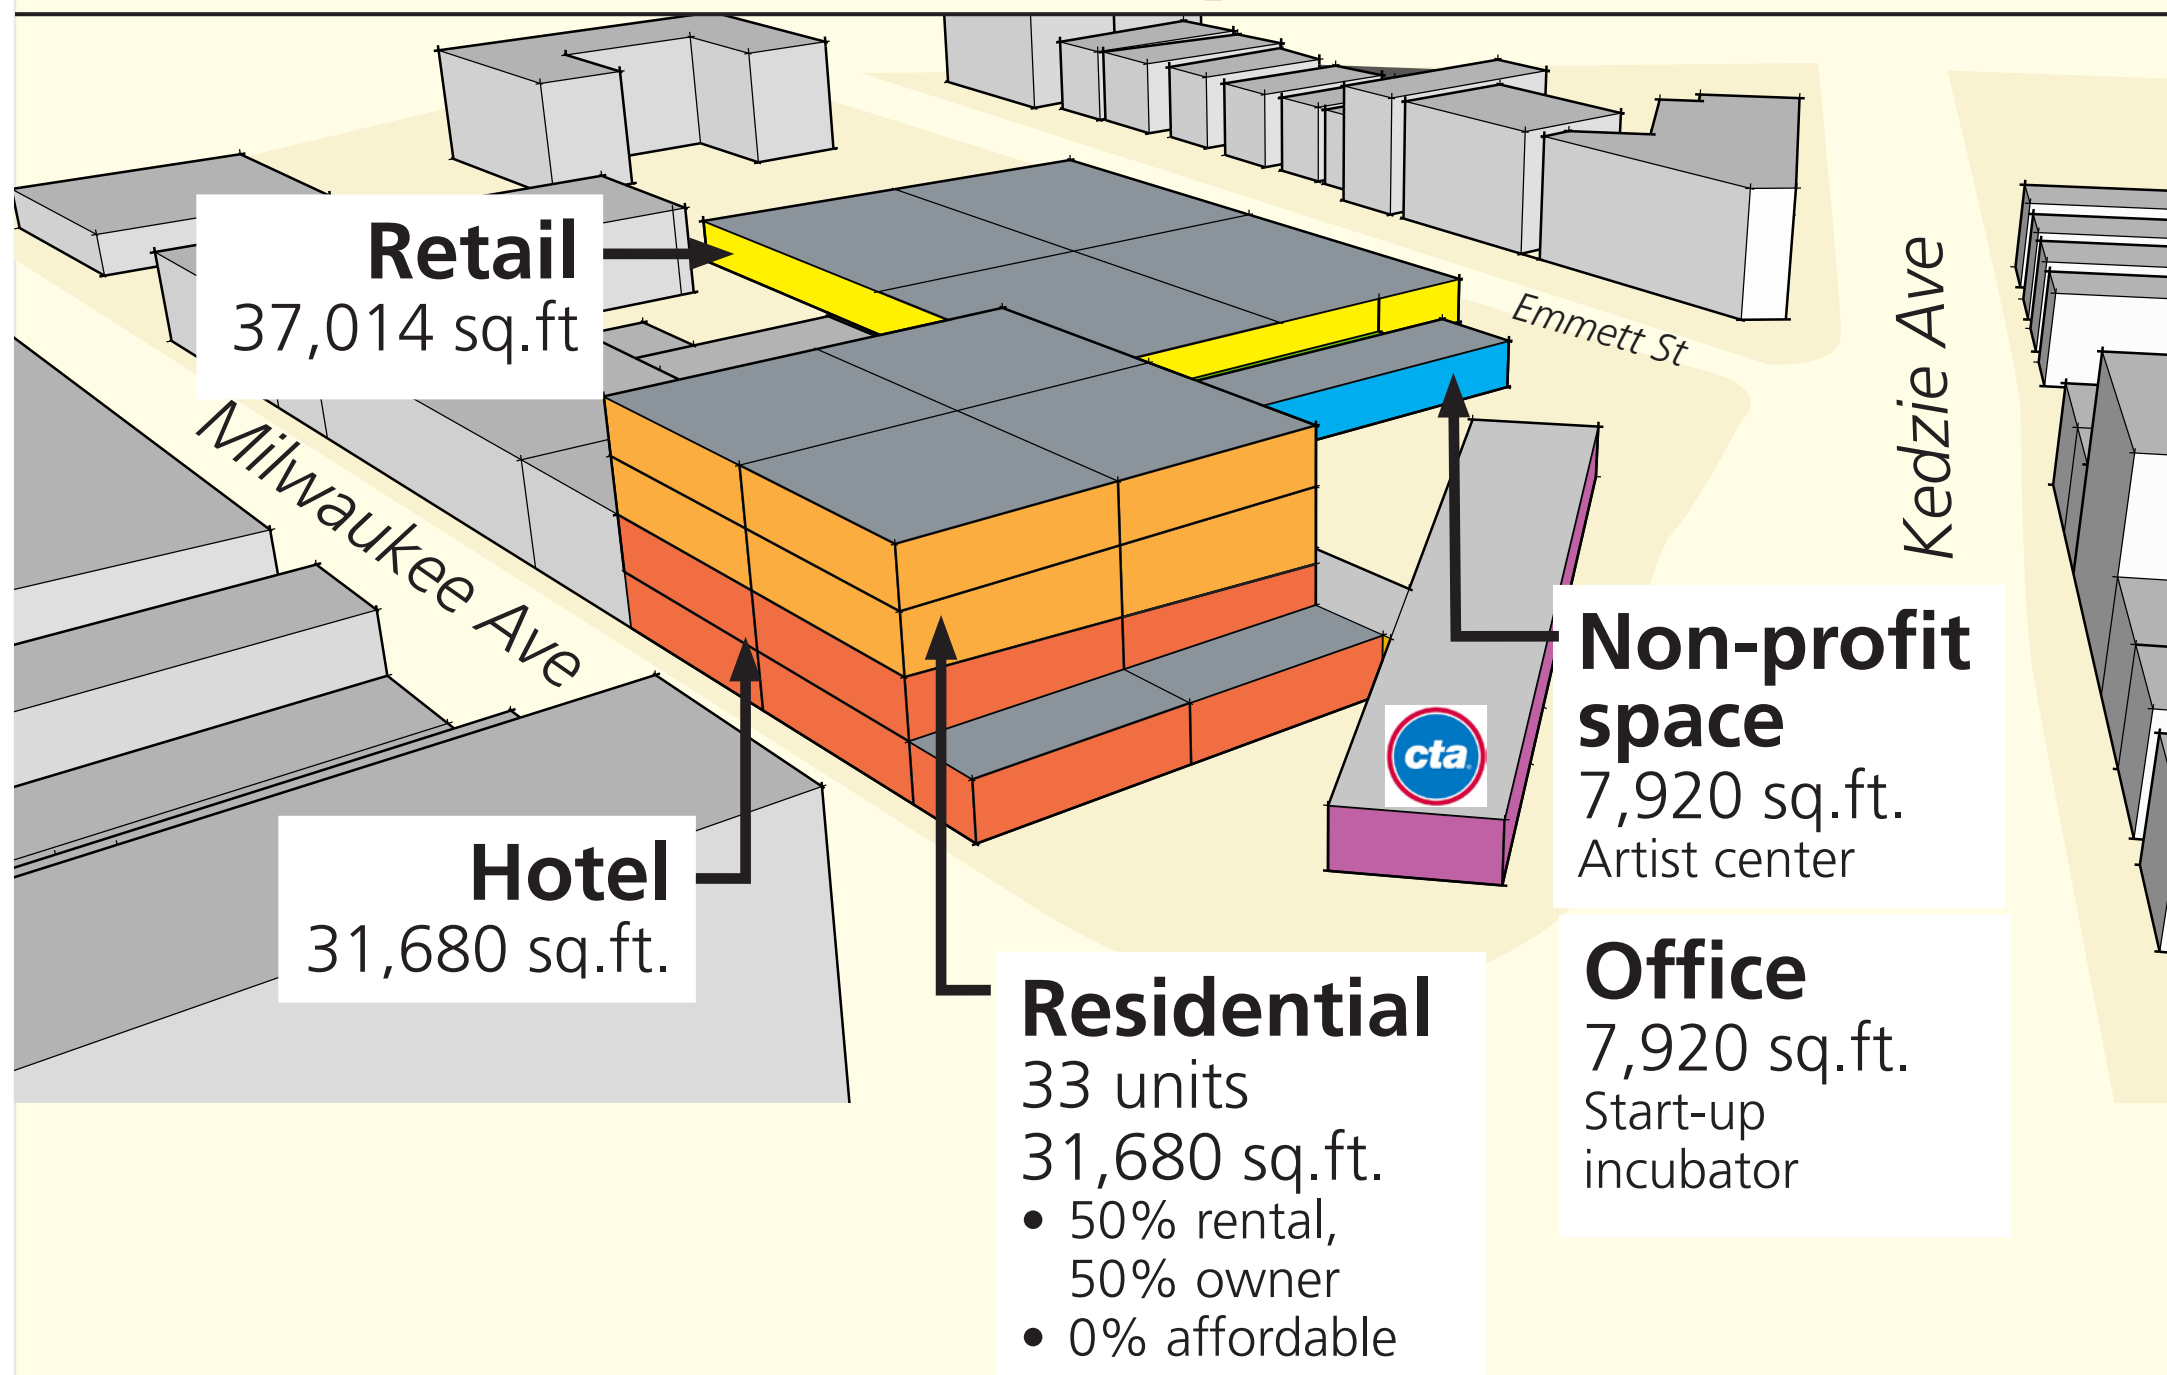 Retail
37,014 sq.ft
Emmett St
Kedzie Ave
Milwaukee Ave
Non-profit
space
7,920 sq.ft.
Artist center
cta
Hotel
31,680 sq.ft.
Office
7,920 sq.ft.
Start-up
incubator
Residential
33 units
31,680 sq.ft.
• 50% rental,
50% owner
• 0% affordable